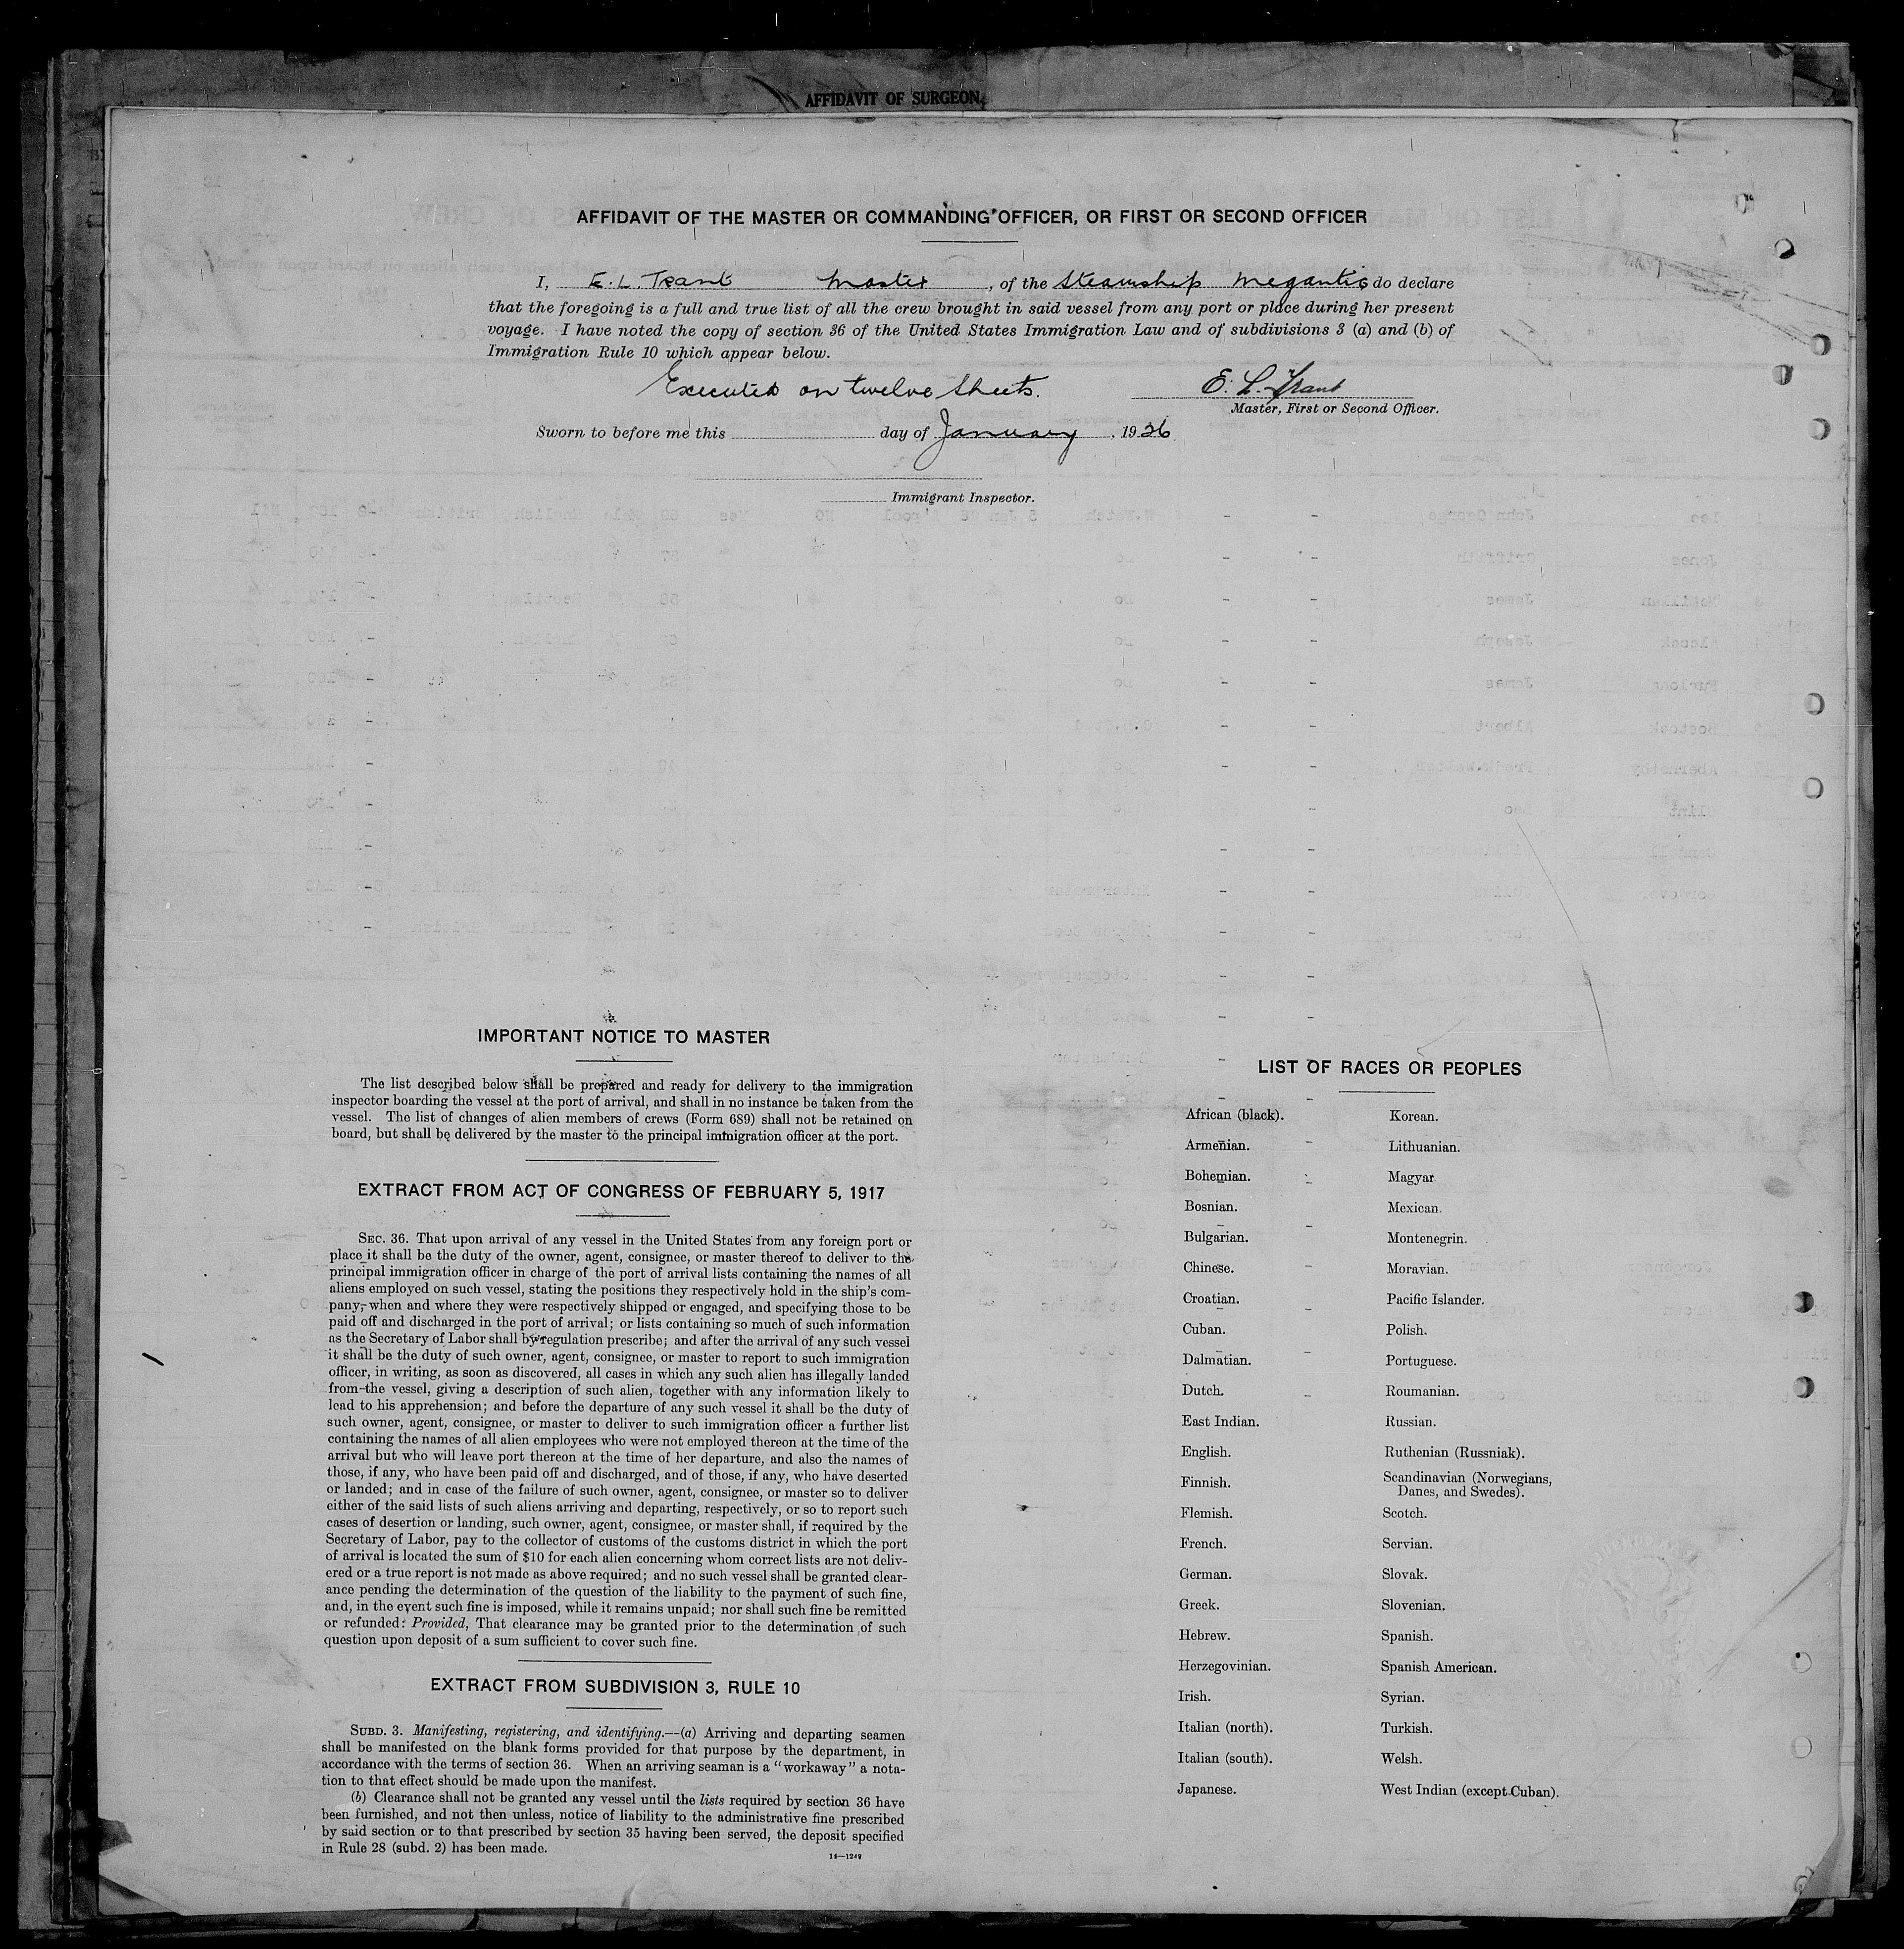 AFFIDAVIT OF SURGEON
AFFIDAVIT OF THE MASTER OR COMMANDING OFFICER, OR FIRST OR SECOND OFFICER
I, E. L. Trant Master, of the Steamship Megantic do declare
that the foregoing is a full and true list of all the crew brought in said vessel from any port or place during her present
voyage. I have noted the copy of section 36 of the United States Immigration Law and of subdivisions 3 (a) and (b) of
Immigration Rule 10 which appear below.
Executed on twelve Sheets. E. L. Trant
Master, First or Second Officer.
Sworn to before me this day of January, 1926
Immigrant Inspector.
IMPORTANT NOTICE TO MASTER
The list described below shall be prepared and ready for delivery to the immigration
inspector boarding the vessel at the port of arrival, and shall in no instance be taken from the
vessel. The list of changes of alien members of crews (Form 689) shall not be retained on
board, but shall be delivered by the master to the principal immigration officer at the port.
EXTRACT FROM ACT OF CONGRESS OF FEBRUARY 5, 1917
SEC. 36. That upon arrival of any vessel in the United States from any foreign port or
place it shall be the duty of the owner, agent, consignee, or master thereof to deliver to the
principal immigration officer in charge of the port of arrival lists containing the names of all
aliens employed on such vessel, stating the positions they respectively hold in the ship's com-
pany, when and where they were respectively shipped or engaged, and specifying those to be
paid off and discharged in the port of arrival; or lists containing so much of such information
as the Secretary of Labor shall by regulation prescribe; and after the arrival of any such vessel
it shall be the duty of such owner, agent, consignee, or master to report to such immigration
officer, in writing, as soon as discovered, all cases in which any such alien has illegally landed
from the vessel, giving a description of such alien, together with any information likely to
lead to his apprehension; and before the departure of any such vessel it shall be the duty of
such owner, agent, consignee, or master to deliver to such immigration officer a further list
containing the names of all alien employees who were not employed thereon at the time of the
arrival but who will leave port thereon at the time of her departure, and also the names of
those, if any, who have been paid off and discharged, and of those, if any, who have deserted
or landed; and in case of the failure of such owner, agent, consignee, or master so to deliver
either of the said lists of such aliens arriving and departing, respectively, or so to report such
cases of desertion or landing, such owner, agent, consignee, or master shall, if required by the
Secretary of Labor, pay to the collector of customs of the customs district in which the port
of arrival is located the sum of $10 for each alien concerning whom correct lists are not deliv-
ered or a true report is not made as above required; and no such vessel shall be granted clear-
ance pending the determination of the question of the liability to the payment of such fine,
and, in the event such fine is imposed, while it remains unpaid; nor shall such fine be remitted
or refunded: Provided, That clearance may be granted prior to the determination of such
question upon deposit of a sum sufficient to cover such fine.
EXTRACT FROM SUBDIVISION 3, RULE 10
SUBD. 3. Manifesting, registering, and identifying.—(a) Arriving and departing seamen
shall be manifested on the blank forms provided for that purpose by the department, in
accordance with the terms of section 36. When an arriving seaman is a "workaway" a nota-
tion to that effect should be made upon the manifest.
(b) Clearance shall not be granted any vessel until the lists required by section 36 have
been furnished, and not then unless, notice of liability to the administrative fine prescribed
by said section or to that prescribed by section 35 having been served, the deposit specified
in Rule 28 (subd. 2) has been made.
14—1249
LIST OF RACES OR PEOPLES
African (black). Korean.
Armenian. Lithuanian.
Bohemian. Magyar
Bosnian. Mexican.
Bulgarian. Montenegrin.
Chinese. Moravian.
Croatian. Pacific Islander.
Cuban. Polish.
Dalmatian. Portuguese.
Dutch. Roumanian.
East Indian. Russian.
English. Ruthenian (Russniak).
Finnish. Scandinavian (Norwegians,
Danes, and Swedes).
Flemish. Scotch.
French. Servian.
German. Slovak.
Greek. Slovenian.
Hebrew. Spanish.
Herzegovinian. Spanish American.
Irish. Syrian.
Italian (north). Turkish.
Italian (south). Welsh.
Japanese. West Indian (except Cuban).